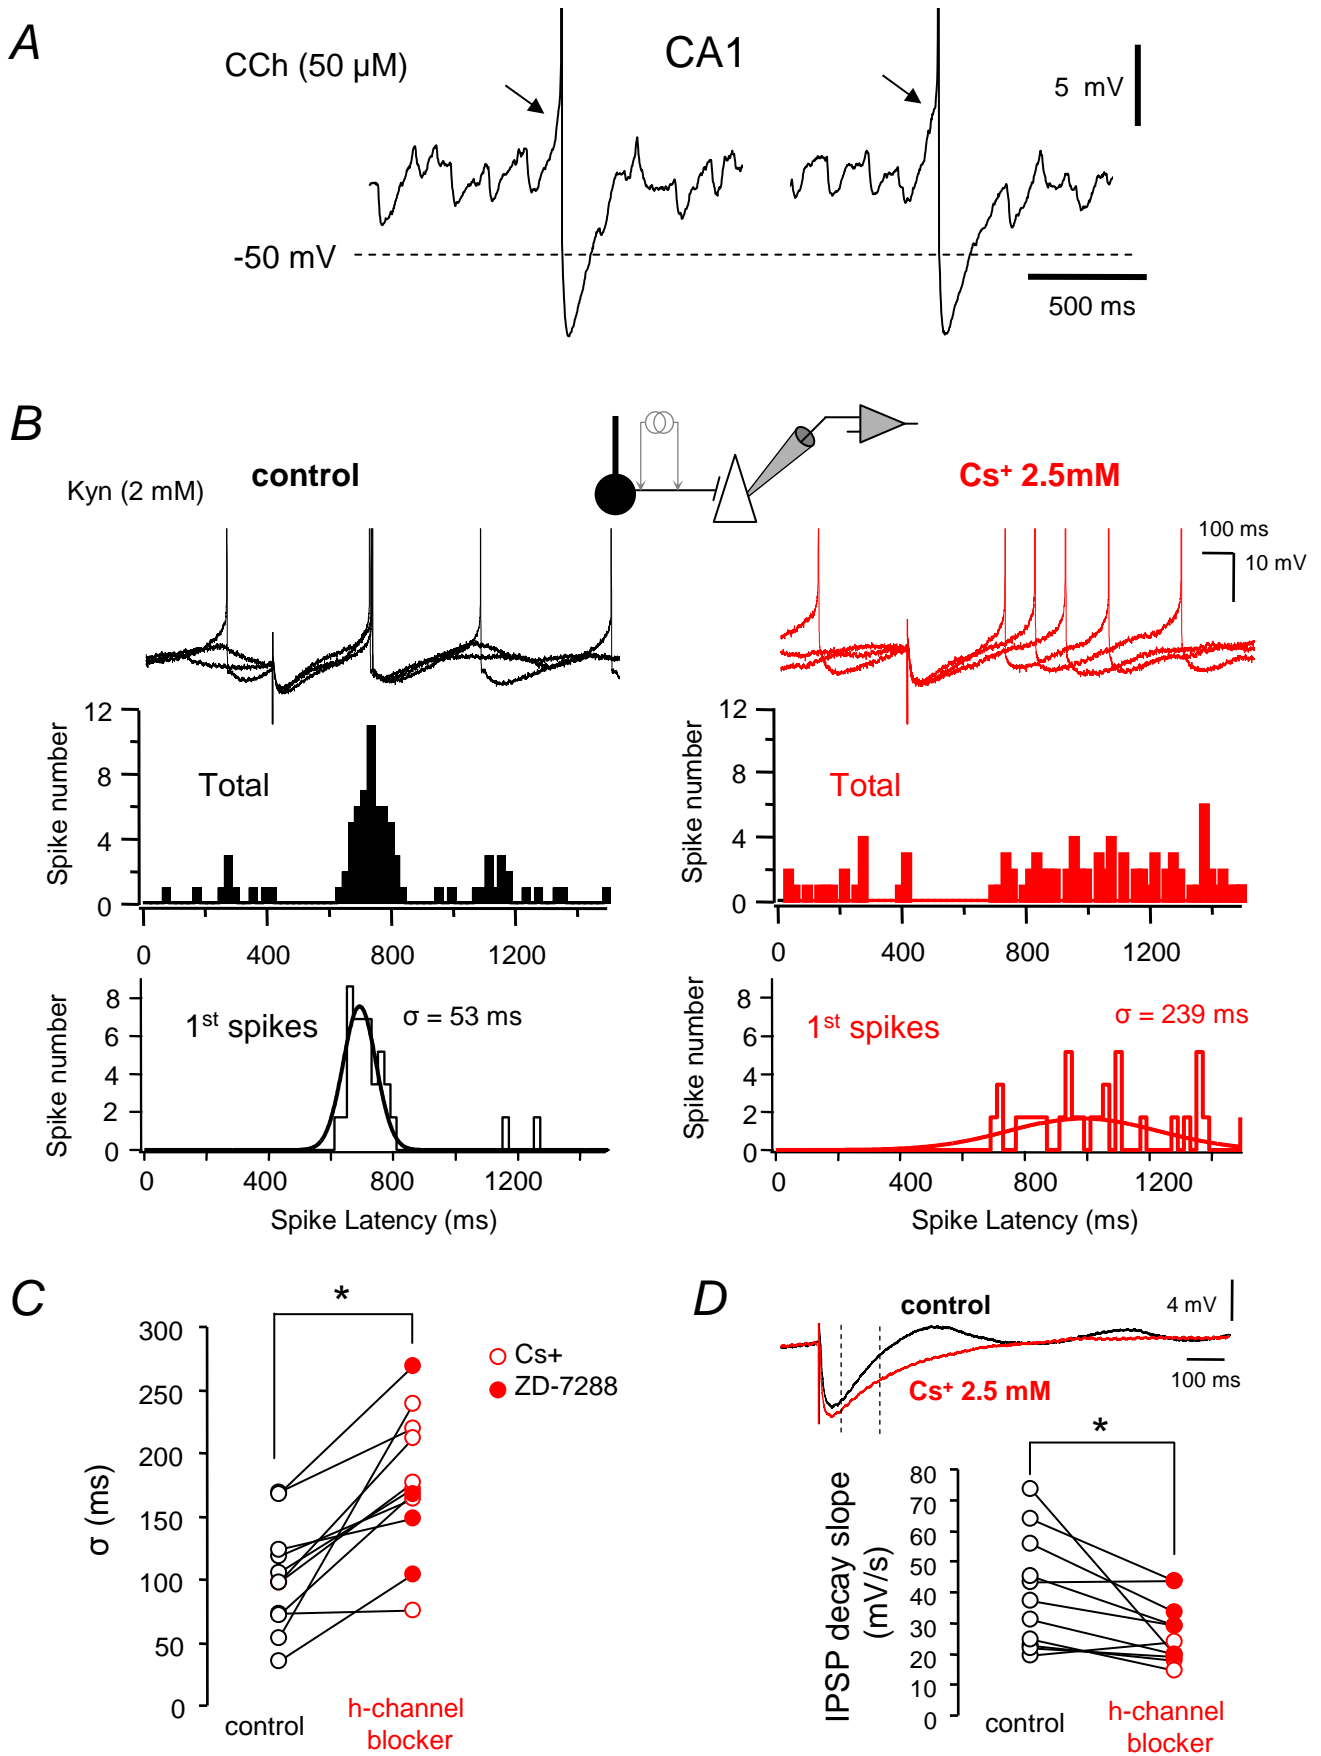 A
CCh (50 µM)
CA1
5 mV
-50 mV
500 ms
B
Kyn (2 mM)
control
Cs+ 2.5mM
100 ms
10 mV
Spike number
12
8
4
0
Total
0 400 800 1200
Spike number
12
8
4
0
Total
0 400 800 1200
Spike number
8
6
4
2
0
1st spikes
σ = 53 ms
0 400 800 1200
Spike Latency (ms)
Spike number
8
6
4
2
0
1st spikes
σ = 239 ms
0 400 800 1200
Spike Latency (ms)
C
*
σ (ms)
300
250
200
150
100
50
0
Cs+
ZD-7288
control
h-channel
blocker
D
control
4 mV
Cs+ 2.5 mM
100 ms
*
IPSP decay slope
(mV/s)
80
70
60
50
40
30
20
10
0
control
h-channel
blocker